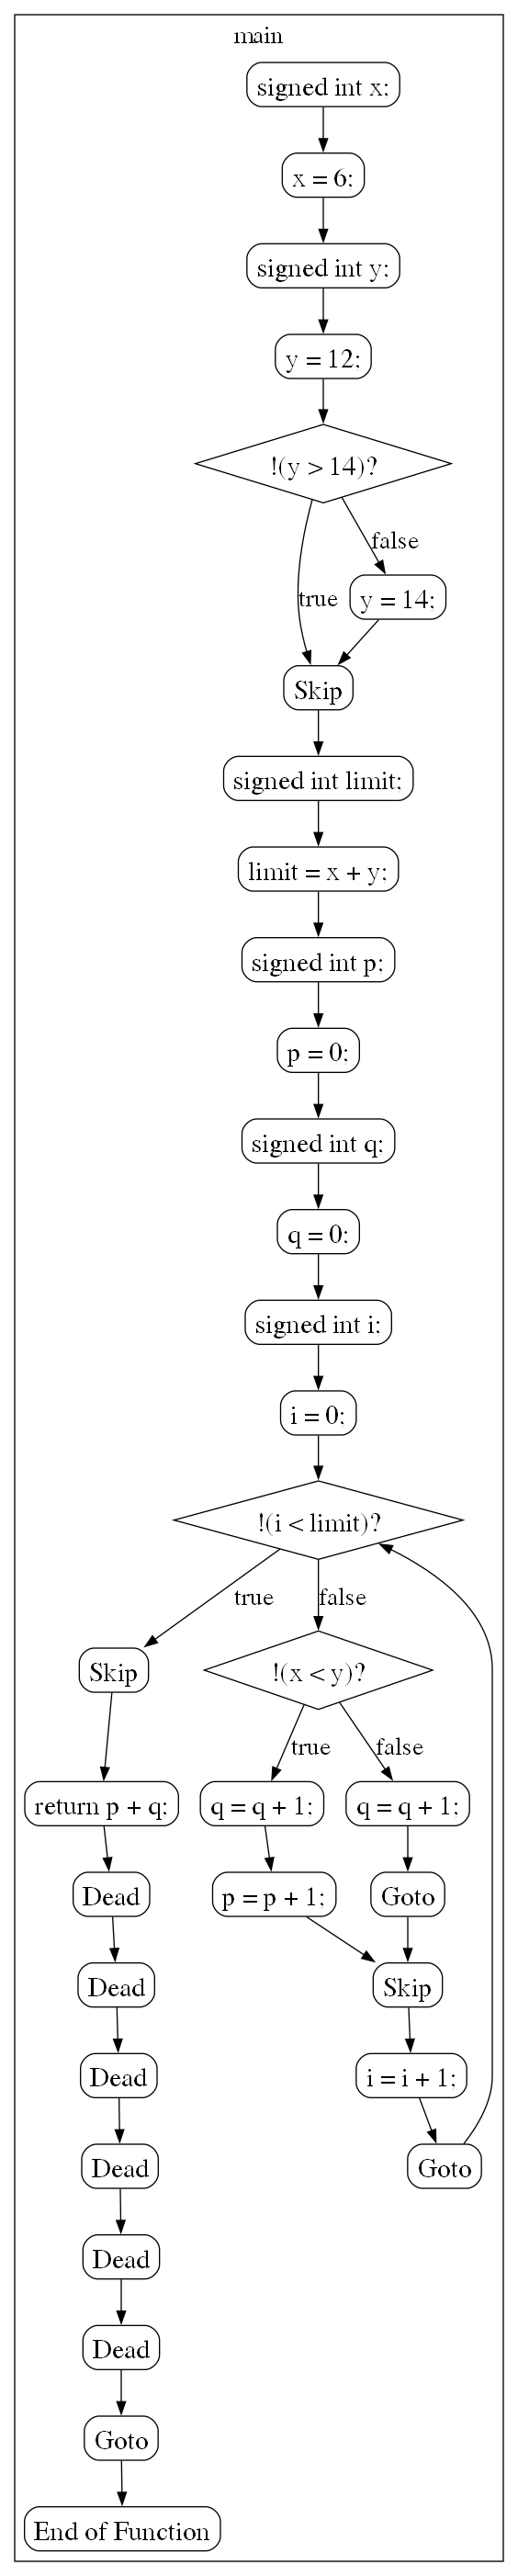 main
signed int x;
x = 6;
signed int y;
y = 12;
!(y > 14)?
false
true
y = 14;
Skip
signed int limit;
limit = x + y;
signed int p;
p = 0;
signed int q;
q = 0;
signed int i;
i = 0;
!(i < limit)?
true
false
Skip
!(x < y)?
true
false
return p + q;
q = q + 1;
q = q + 1;
Dead
p = p + 1;
Goto
Dead
Skip
Dead
i = i + 1;
Dead
Goto
Dead
Dead
Goto
End of Function